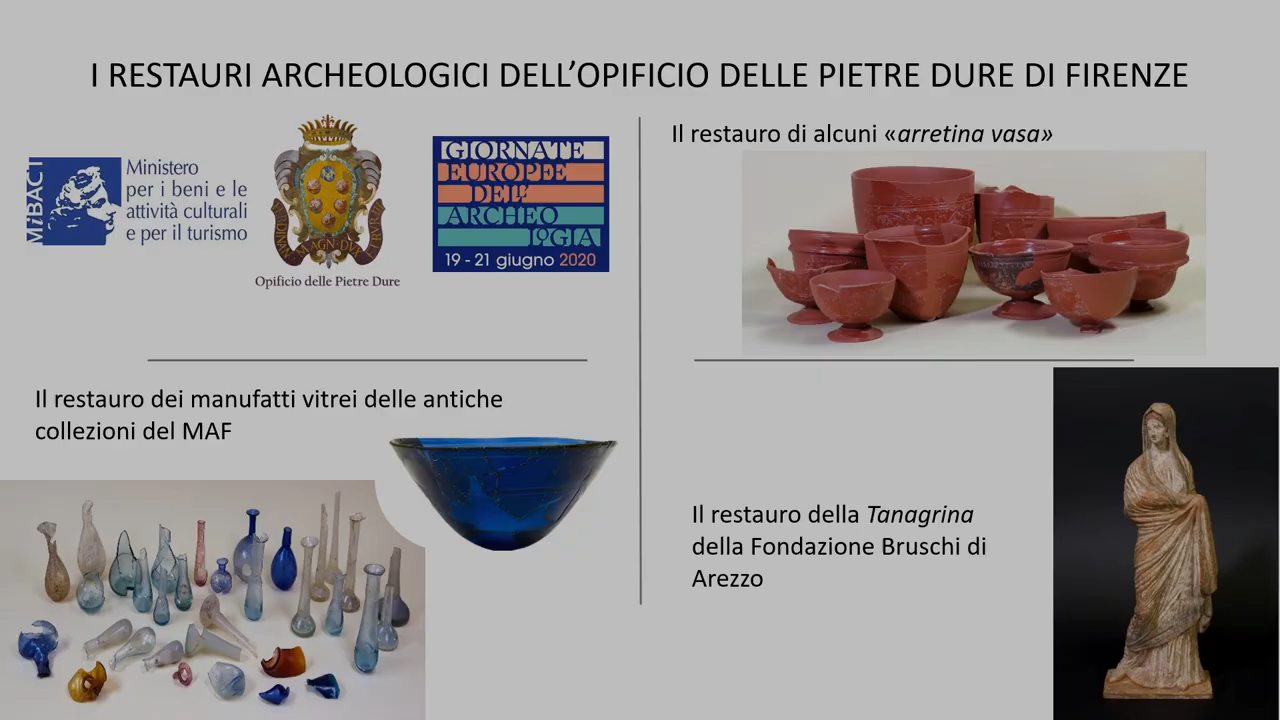 I RESTAURI ARCHEOLOGICI DELL'OPIFICIO DELLE PIETRE DURE DI FIRENZE
MiBACT
Ministero
per i beni e le
attività culturali
e per il turismo
Opificio delle Pietre Dure
GIORNATE
EUROPEE
DELL'
ARCHEO
LOGIA
19 - 21 giugno 2020
Il restauro di alcuni «arretina vasa»
Il restauro dei manufatti vitrei delle antiche
collezioni del MAF
Il restauro della Tanagrina
della Fondazione Bruschi di
Arezzo